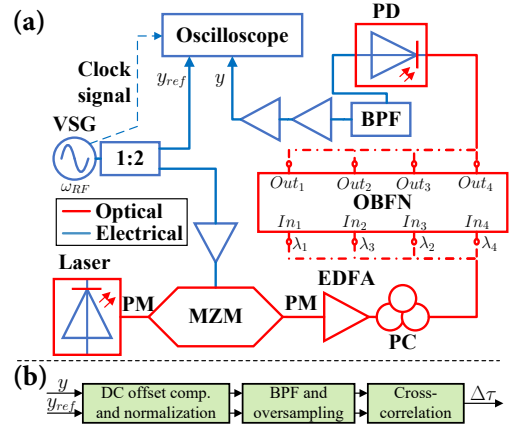 (a)
PD
Oscilloscope
Clock
signal
y_ref
y
VSG
1:2
BPF
ω_RF
Out_1 Out_2 Out_3 Out_4
OBFN
In_1 In_2 In_3 In_4
λ_1 λ_3 λ_2 λ_4
Optical
Electrical
Laser
EDFA
PM
MZM
PM
PC
(b)
y
y_ref
DC offset comp.
and normalization
BPF and
oversampling
Cross-
correlation
Δτ